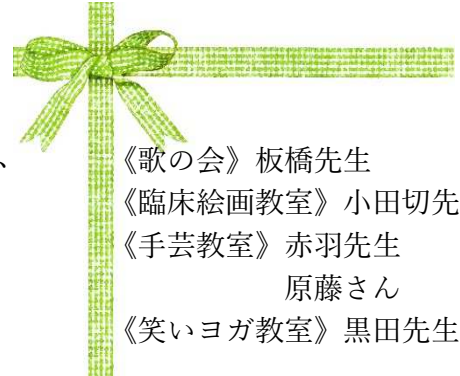 、
《歌の会》板橋先生
《臨床絵画教室》小田切先
《手芸教室》赤羽先生
原藤さん
《笑いヨガ教室》黒田先生